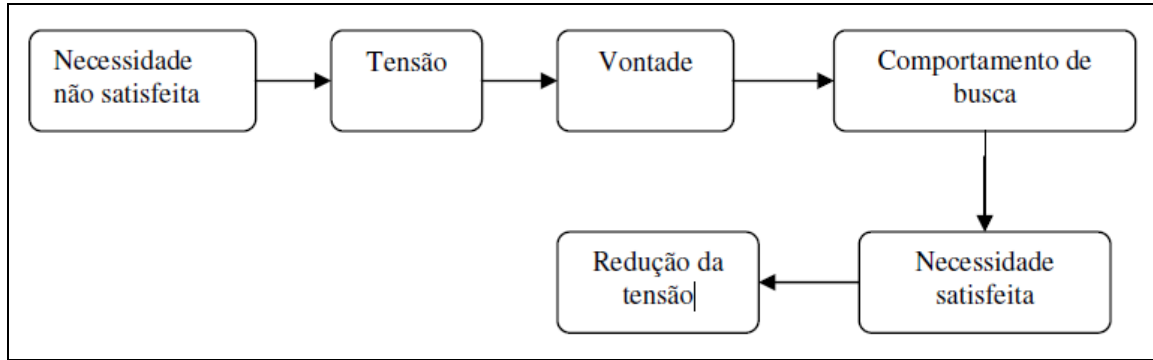 Necessidade
não satisfeita
Tensão
Vontade
Comportamento de
busca
Necessidade
satisfeita
Redução da
tensão